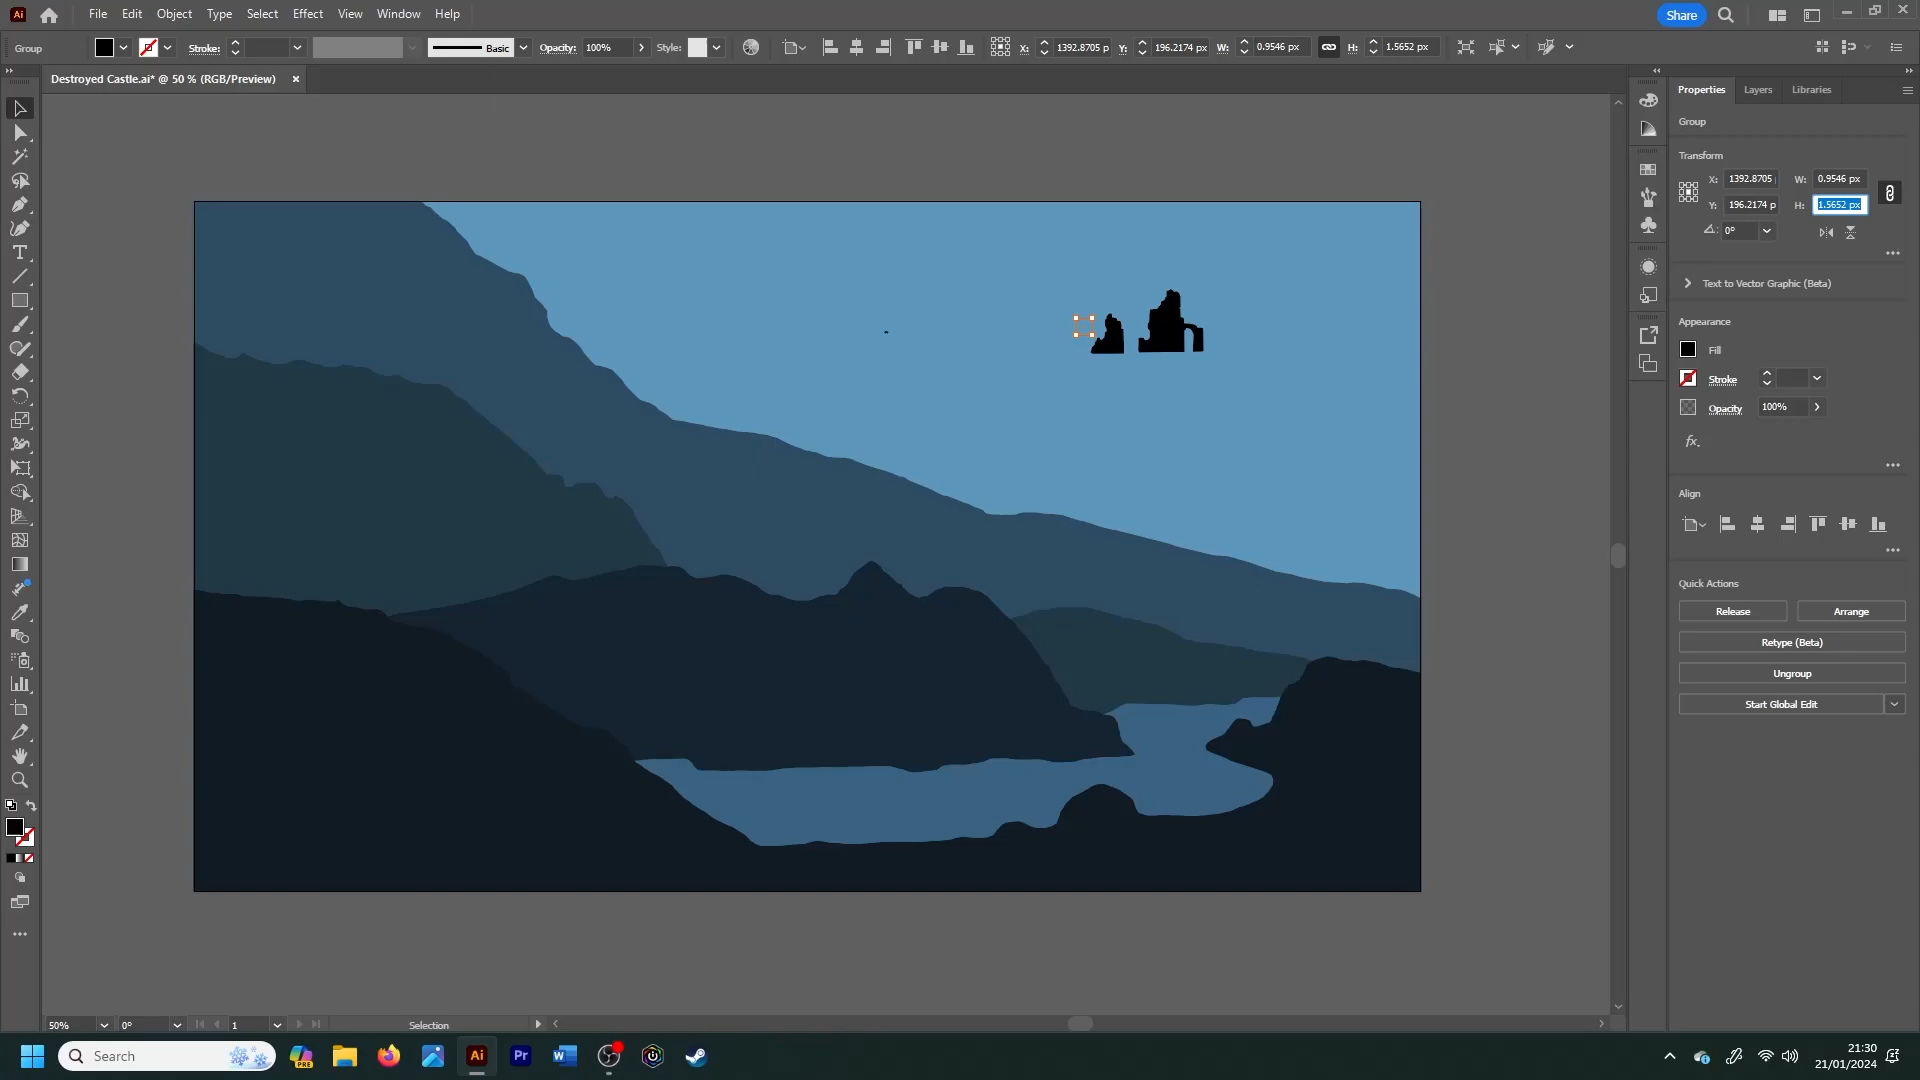 Ai File Edit Object Type Select Effect View Window Help Share
Group Stroke: Basic Opacity: 100% Style: X: 1392.8705 p Y: 196.2174 px W: 0.9546 px H: 1.5652 px
Destroyed Castle.ai* @ 50 % (RGB/Preview) ×
Properties Layers Libraries
Group
Transform
X: 1392.8705 W: 0.9546 px
Y: 196.2174 p H: 1.5652 px
0°
Text to Vector Graphic (Beta)
Appearance
Fill
Stroke
Opacity 100%
fx.
Align
Quick Actions
Release Arrange
Retype (Beta)
Ungroup
Start Global Edit
50% 0° 1 Selection
Search PRE Ai Pr W 21:30
21/01/2024